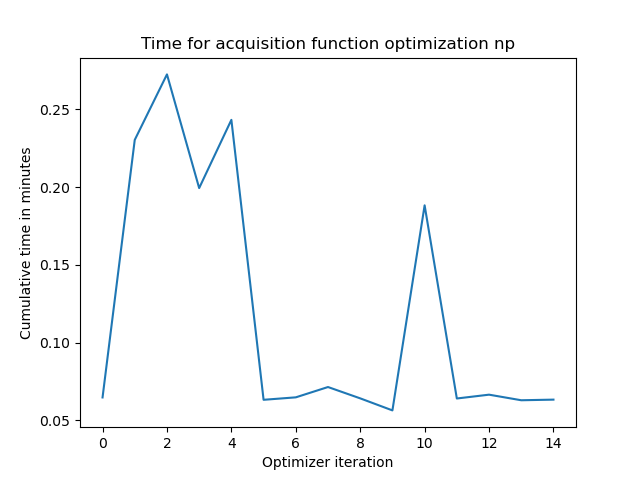 Time for acquisition function optimization np
Cumulative time in minutes
0.25
0.20
0.15
0.10
0.05
0 2 4 6 8 10 12 14
Optimizer iteration